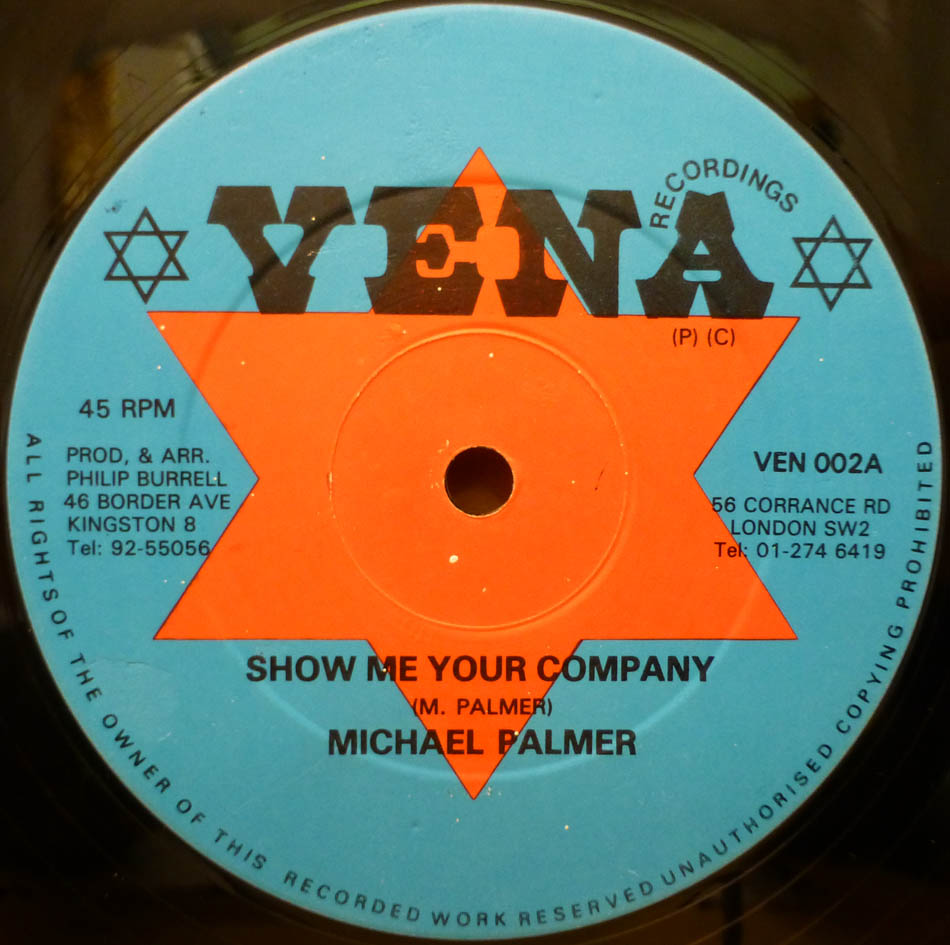 VENA
RECORDINGS
(P) (C)
45 RPM
PROD, & ARR.
PHILIP BURRELL
46 BORDER AVE
KINGSTON 8
Tel: 92-55056
VEN 002A
56 CORRANCE RD
LONDON SW2
Tel: 01-274 6419
SHOW ME YOUR COMPANY
(M. PALMER)
MICHAEL PALMER
ALL RIGHTS OF THE OWNER OF THIS RECORDED WORK RESERVED UNAUTHORISED COPYING PROHIBITED